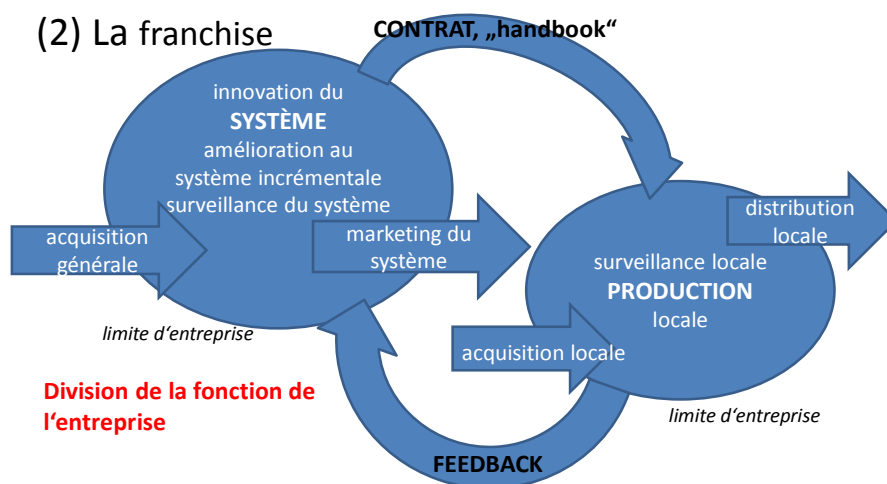 (2) La franchise
CONTRAT, „handbook“
innovation du
SYSTÈME
amélioration au
système incrémentale
surveillance du système
acquisition
générale
marketing du
système
distribution
locale
surveillance locale
PRODUCTION
locale
acquisition locale
limite d‘entreprise
Division de la fonction de
l‘entreprise
limite d‘entreprise
FEEDBACK